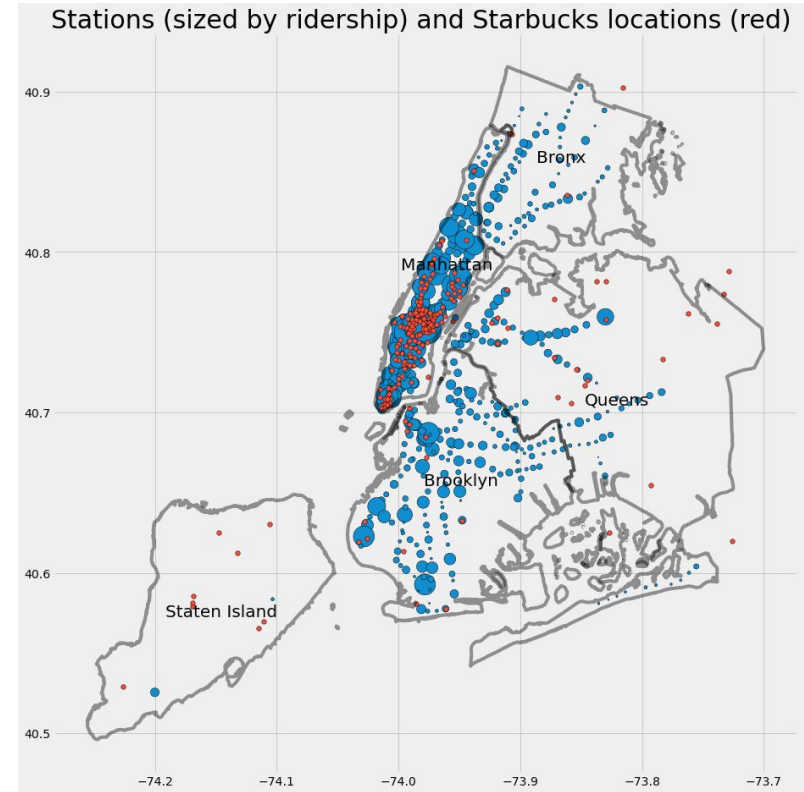 Stations (sized by ridership) and Starbucks locations (red)
40.9
Bronx
40.8
Manhattan
40.7
Queens
Brooklyn
40.6
Staten Island
40.5
−74.2 −74.1 −74.0 −73.9 −73.8 −73.7